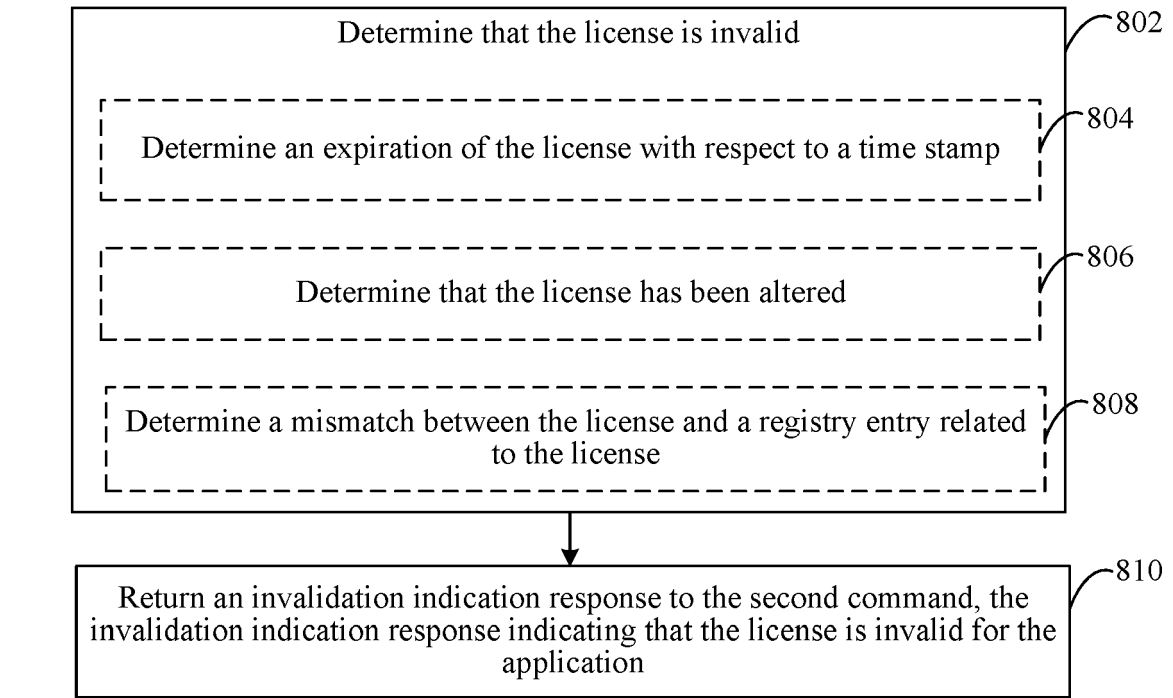 Determine that the license is invalid
802
Determine an expiration of the license with respect to a time stamp
804
Determine that the license has been altered
806
Determine a mismatch between the license and a registry entry related
to the license
808
Return an invalidation indication response to the second command, the
invalidation indication response indicating that the license is invalid for the
application
810